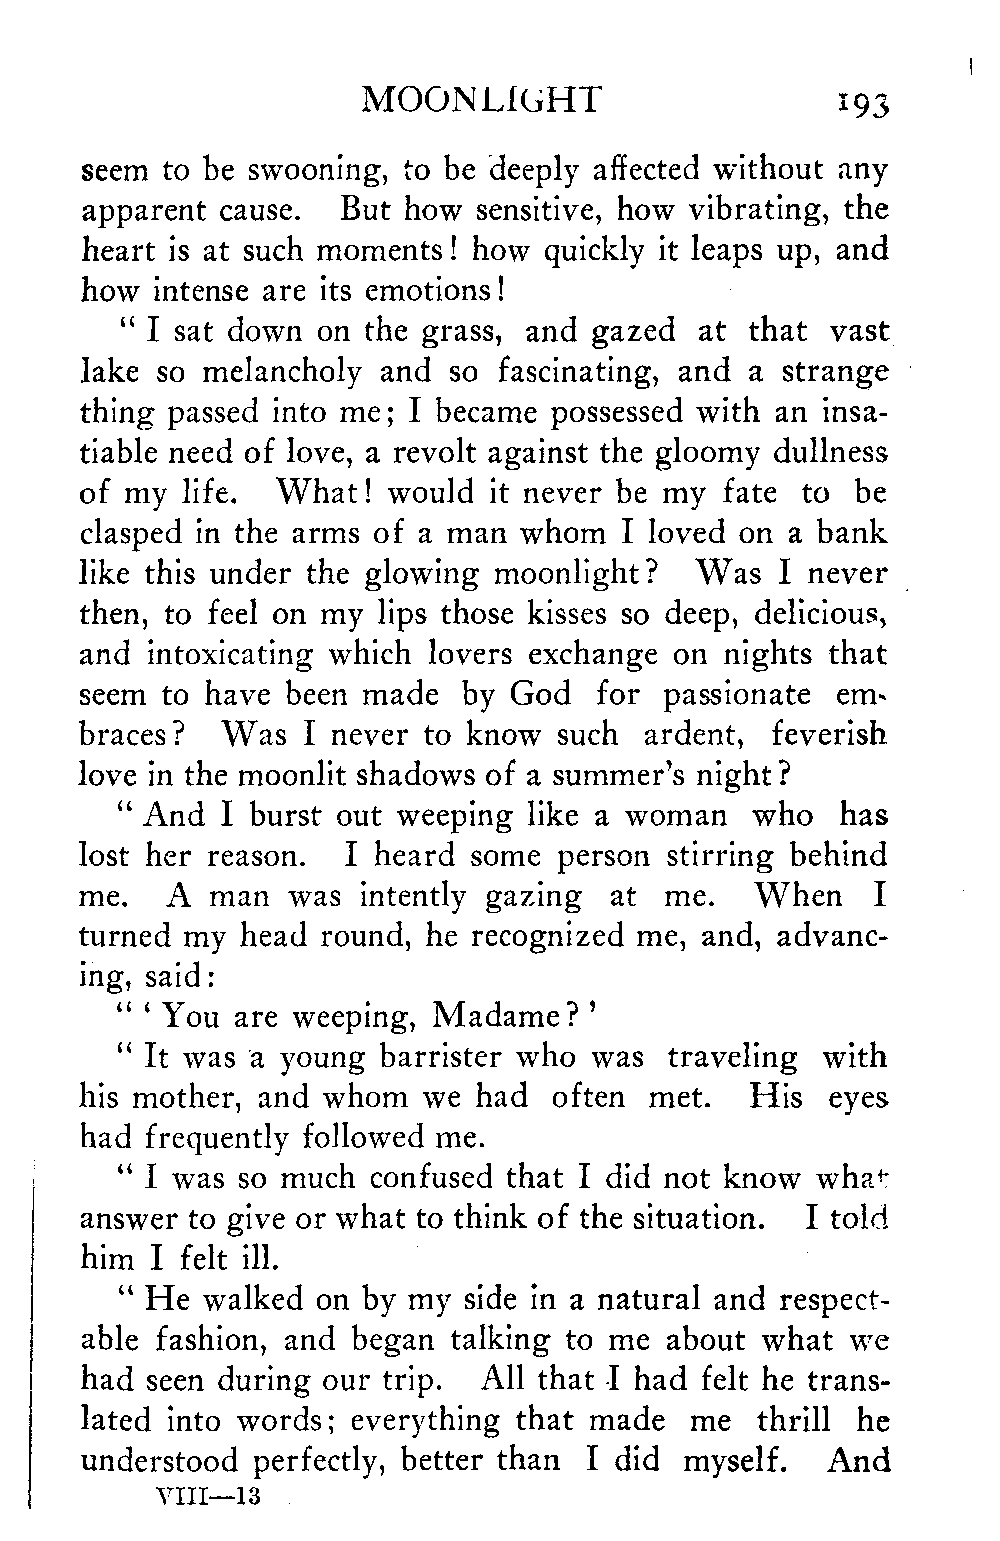 MOONLIGHT 193
seem to be swooning, to be deeply affected without any
apparent cause. But how sensitive, how vibrating, the
heart is at such moments! how quickly it leaps up, and
how intense are its emotions!
“ I sat down on the grass, and gazed at that vast
lake so melancholy and so fascinating, and a strange
thing passed into me; I became possessed with an insa-
tiable need of love, a revolt against the gloomy dullness
of my life. What! would it never be my fate to be
clasped in the arms of a man whom I loved on a bank
like this under the glowing moonlight? Was I never
then, to feel on my lips those kisses so deep, delicious,
and intoxicating which lovers exchange on nights that
seem to have been made by God for passionate em-
braces? Was I never to know such ardent, feverish
love in the moonlit shadows of a summer’s night?
“ And I burst out weeping like a woman who has
lost her reason. I heard some person stirring behind
me. A man was intently gazing at me. When I
turned my head round, he recognized me, and, advanc-
ing, said:
“ ‘ You are weeping, Madame? ’
“ It was a young barrister who was traveling with
his mother, and whom we had often met. His eyes
had frequently followed me.
“ I was so much confused that I did not know what
answer to give or what to think of the situation. I told
him I felt ill.
“ He walked on by my side in a natural and respect-
able fashion, and began talking to me about what we
had seen during our trip. All that I had felt he trans-
lated into words; everything that made me thrill he
understood perfectly, better than I did myself. And
VIII—13